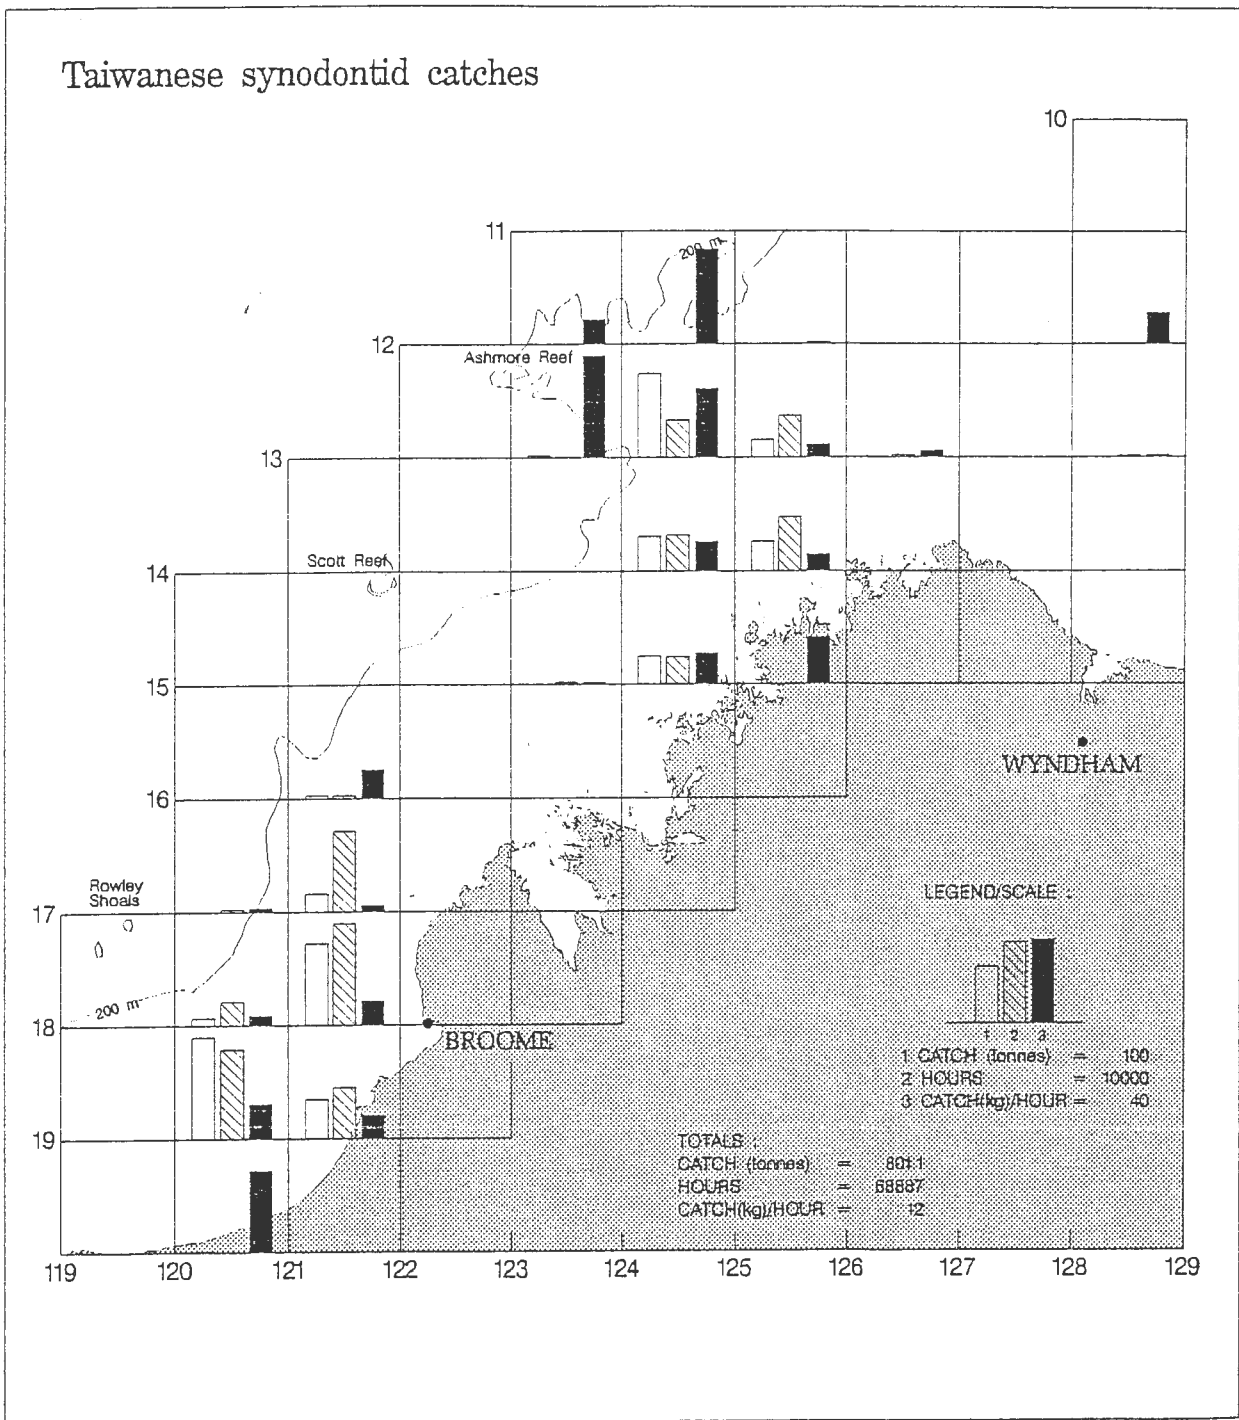 Taiwanese synodontid catches
10
11
200 m
12
Ashmore Reef
13
Scott Reef
14
15
WYNDHAM
16
Rowley
Shoals
LEGEND/SCALE :
17
200 m
18
BROOME
1 2 3
1 CATCH (tonnes) = 100
2 HOURS = 10000
3 CATCH(kg)/HOUR = 40
19
TOTALS :
CATCH (tonnes) =
HOURS = 68887
CATCH(kg)/HOUR = 12
119 120 121 122 123 124 125 126 127 128 129